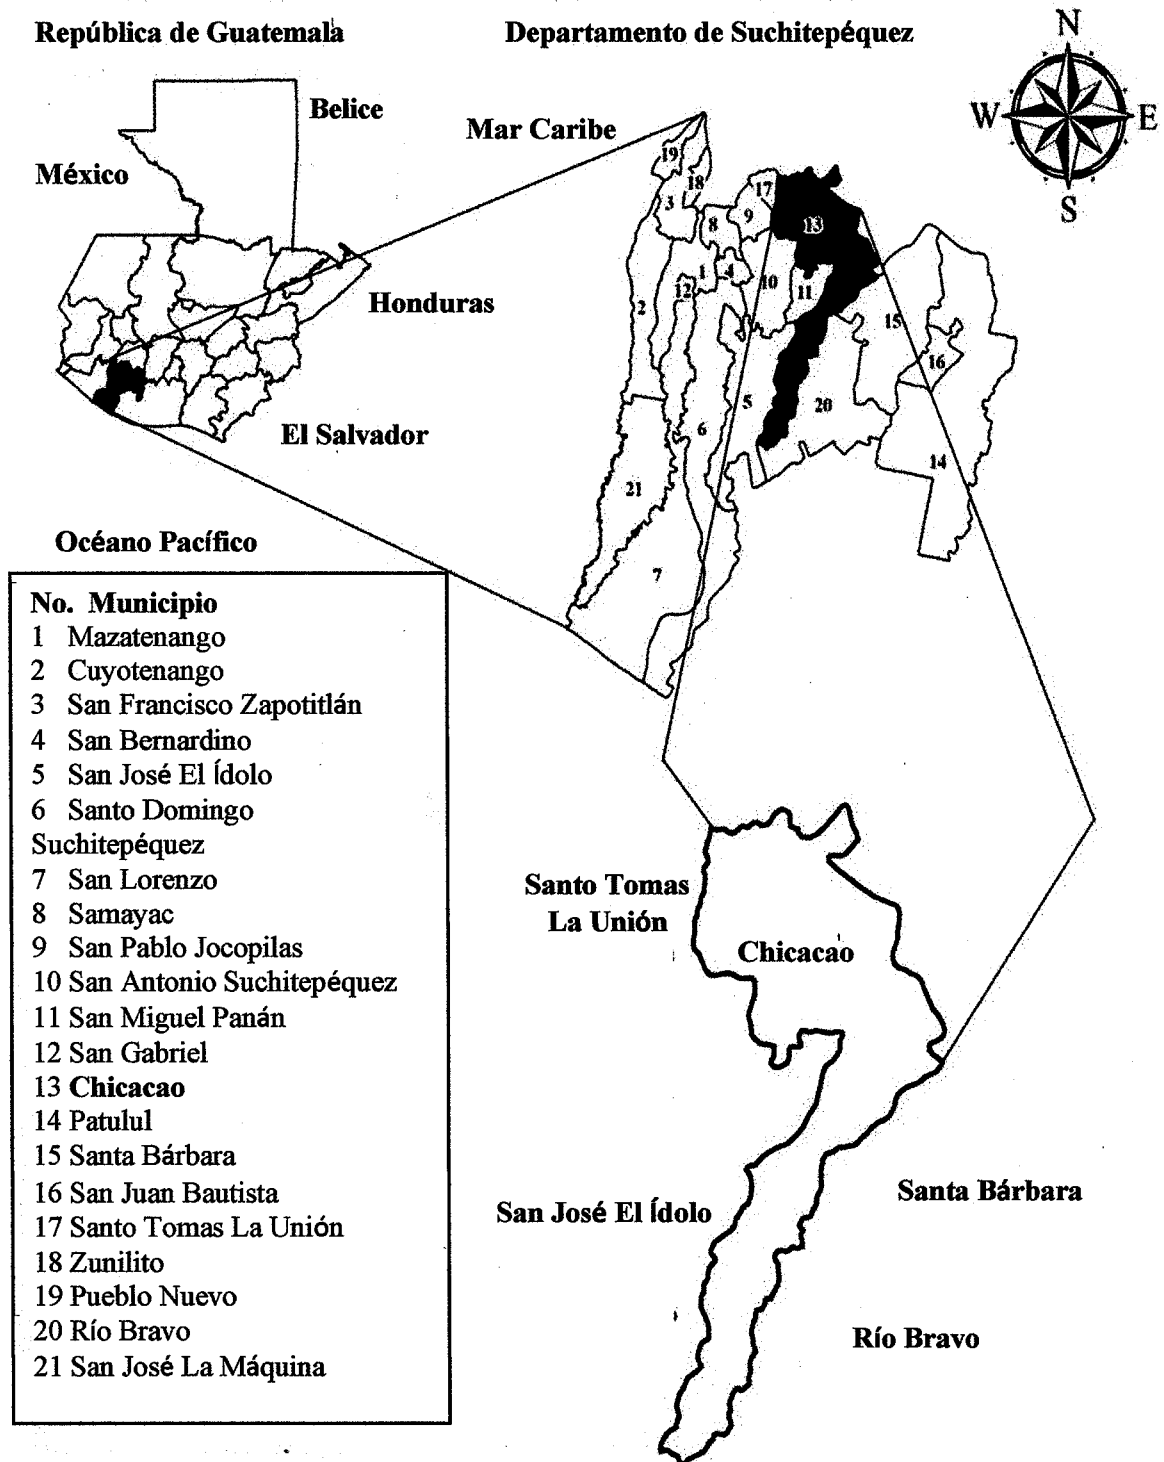 República de Guatemala
Departamento de Suchitepéquez
N
W
E
S
Belice
Mar Caribe
México
Honduras
El Salvador
Océano Pacífico
19
18
17
3
8
9
13
1
4
10
11
12
2
15
16
5
20
6
14
21
7
No. Municipio
1 Mazatenango
2 Cuyotenango
3 San Francisco Zapotitlán
4 San Bernardino
5 San José El Ídolo
6 Santo Domingo
Suchitepéquez
7 San Lorenzo
8 Samayac
9 San Pablo Jocopilas
10 San Antonio Suchitepéquez
11 San Miguel Panán
12 San Gabriel
13 Chicacao
14 Patulul
15 Santa Bárbara
16 San Juan Bautista
17 Santo Tomas La Unión
18 Zunilito
19 Pueblo Nuevo
20 Río Bravo
21 San José La Máquina
Santo Tomas
La Unión
Chicacao
San José El Ídolo
Santa Bárbara
Río Bravo